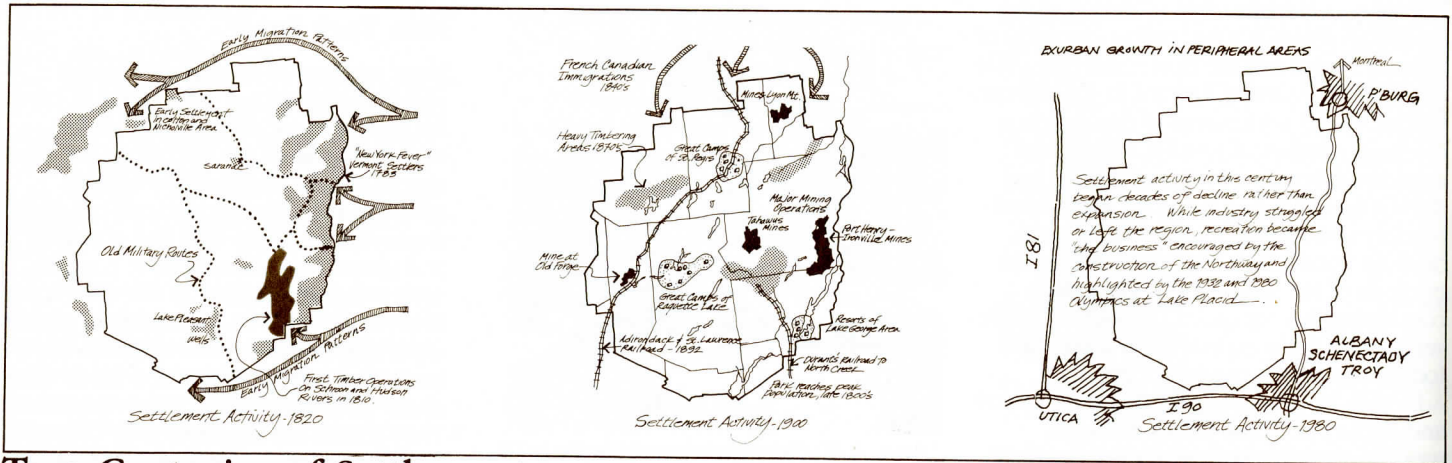 Early Migration Patterns
Early Settlement
in Colton and
Nicholville Area
Saranac
"New York Fever"
Vermont Settlers
1783
Old Military Routes
Lake Pleasant
Wells
Early Migration Patterns
First Timber Operations
On Schroon and Hudson
Rivers in 1810.
Settlement Activity-1820
French Canadian
Immigrations
1840's
Mines Lyon Mt.
Heavy Timbering
Areas 1870's
Great Camps
of St. Regis
Major Mining
Operations
Tahawus
Mines
Port Henry-
Ironville Mines
Mine at
Old Forge
Great Camps of
Raquette Lake
Resorts of
Lake George Area
Adirondack & St. Lawrence
Railroad-1892
Durant's Railroad to
North Creek
Park reaches peak
population, late 1800's
Settlement Activity-1900
EXURBAN GROWTH IN PERIPHERAL AREAS
Montreal
P'BURG
Settlement activity in this century
began decades of decline rather than
expansion. While industry struggled
or left the region, recreation became
"the business" encouraged by the
construction of the Northway and
highlighted by the 1932 and 1980
Olympics at Lake Placid...
I 81
ALBANY
SCHENECTADY
TROY
UTICA
I 90
Settlement Activity-1980